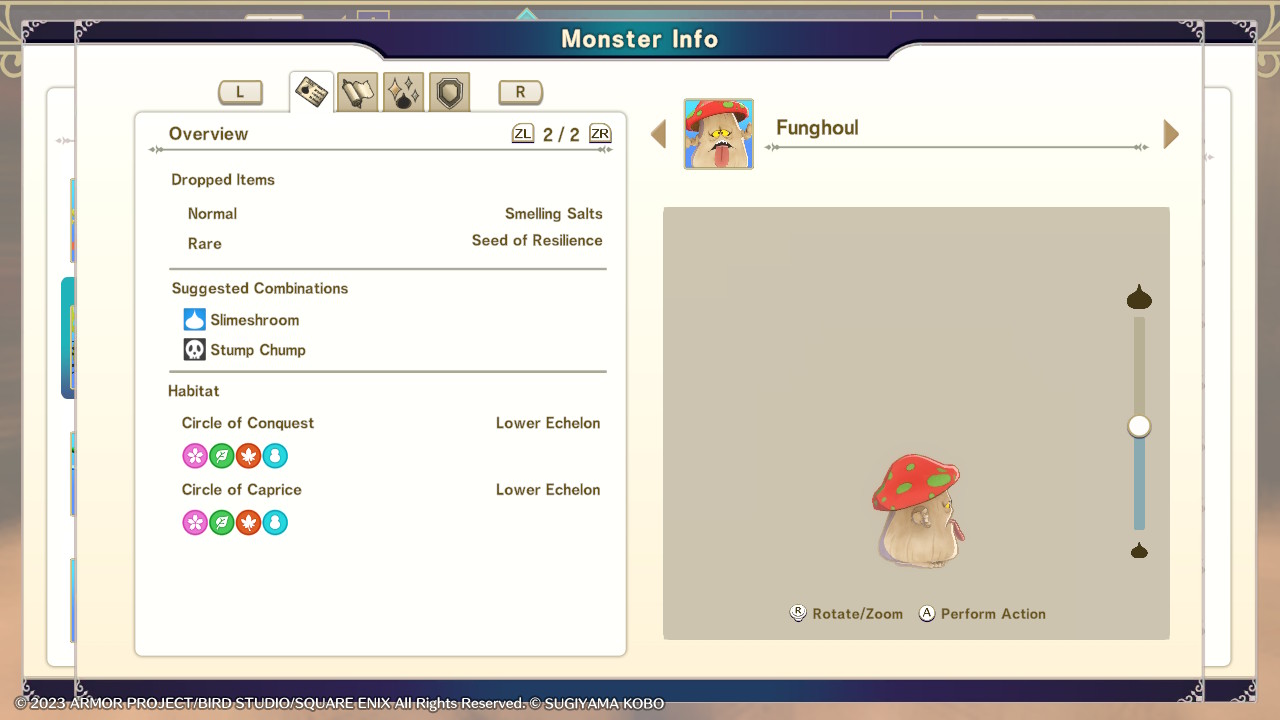 Monster Info
L
R
Overview
ZL 2 / 2 ZR
Dropped Items
Normal Smelling Salts
Rare Seed of Resilience
Suggested Combinations
Slimeshroom
Stump Chump
Habitat
Circle of Conquest Lower Echelon
Circle of Caprice Lower Echelon
Funghoul
R Rotate/Zoom A Perform Action
© 2023 ARMOR PROJECT/BIRD STUDIO/SQUARE ENIX All Rights Reserved. © SUGIYAMA KOBO